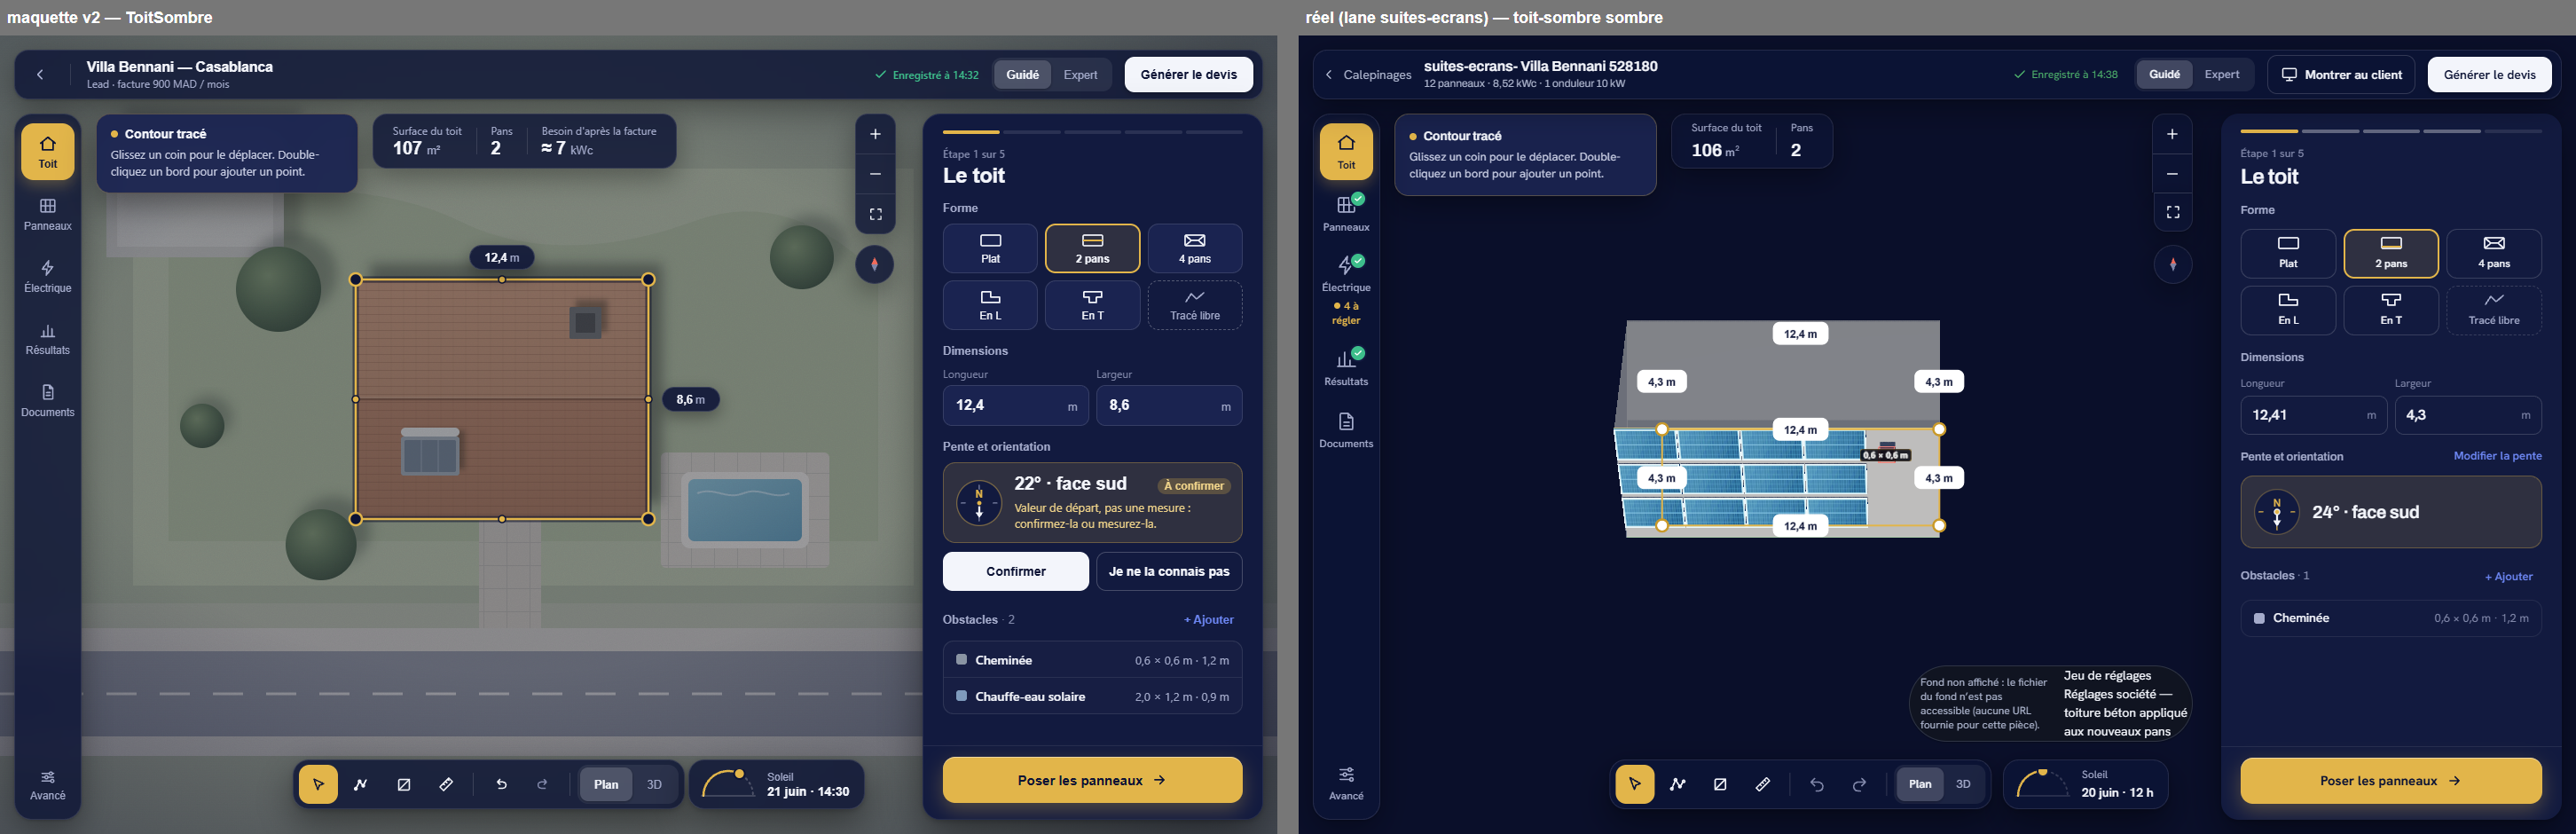 maquette v2 — ToitSombre
Villa Bennani — Casablanca
Lead · facture 900 MAD / mois
Enregistré à 14:32
Guidé
Expert
Générer le devis
Toit
Panneaux
Électrique
Résultats
Documents
Avancé
Contour tracé
Glissez un coin pour le déplacer. Double-
cliquez un bord pour ajouter un point.
Surface du toit
107 m²
Pans
2
Besoin d'après la facture
≈ 7 kWc
+
−
12,4 m
8,6 m
Étape 1 sur 5
Le toit
Forme
Plat
2 pans
4 pans
En L
En T
Tracé libre
Dimensions
Longueur
Largeur
12,4 m
8,6 m
Pente et orientation
N
22° · face sud
À confirmer
Valeur de départ, pas une mesure :
confirmez-la ou mesurez-la.
Confirmer
Je ne la connais pas
Obstacles · 2
+ Ajouter
Cheminée
0,6 × 0,6 m · 1,2 m
Chauffe-eau solaire
2,0 × 1,2 m · 0,9 m
Plan
3D
Soleil
21 juin · 14:30
Poser les panneaux →
réel (lane suites-ecrans) — toit-sombre sombre
Calepinages
suites-ecrans- Villa Bennani 528180
12 panneaux · 8,52 kWc · 1 onduleur 10 kW
Enregistré à 14:38
Guidé
Expert
Montrer au client
Générer le devis
Toit
Panneaux
Électrique
4 à
régler
Résultats
Documents
Avancé
Contour tracé
Glissez un coin pour le déplacer. Double-
cliquez un bord pour ajouter un point.
Surface du toit
106 m²
Pans
2
+
−
12,4 m
4,3 m
4,3 m
12,4 m
0,6 × 0,6 m
4,3 m
4,3 m
12,4 m
Fond non affiché : le fichier
du fond n'est pas
accessible (aucune URL
fournie pour cette pièce).
Jeu de réglages
Réglages société —
toiture béton appliqué
aux nouveaux pans
Plan
3D
Soleil
20 juin · 12 h
Étape 1 sur 5
Le toit
Forme
Plat
2 pans
4 pans
En L
En T
Tracé libre
Dimensions
Longueur
Largeur
12,41 m
4,3 m
Pente et orientation
Modifier la pente
N
24° · face sud
Obstacles · 1
+ Ajouter
Cheminée
0,6 × 0,6 m · 1,2 m
Poser les panneaux →